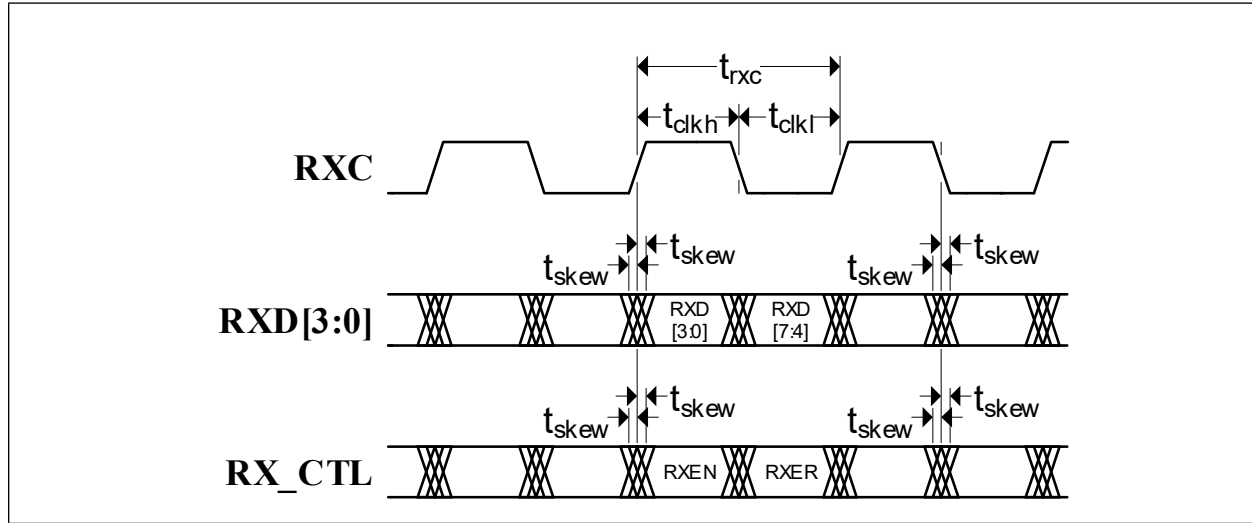 trxc
tclkh tclkl
RXC
tskew tskew
tskew tskew
RXD[3:0]
RXD
[3:0]
RXD
[7:4]
tskew tskew
tskew tskew
RX_CTL
RXEN RXER